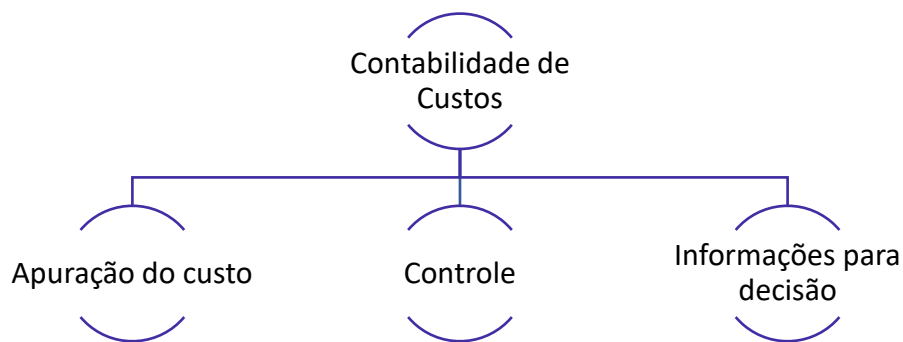 Contabilidade de
Custos
Apuração do custo
Controle
Informações para
decisão